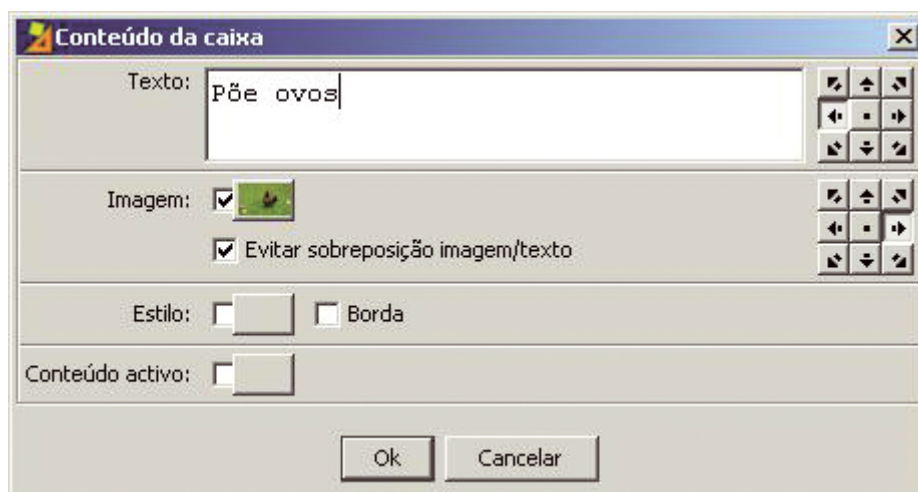 Conteúdo da caixa
Texto:
Põe ovos
Imagem:
Evitar sobreposição imagem/texto
Estilo:
Borda
Conteúdo activo:
Ok
Cancelar